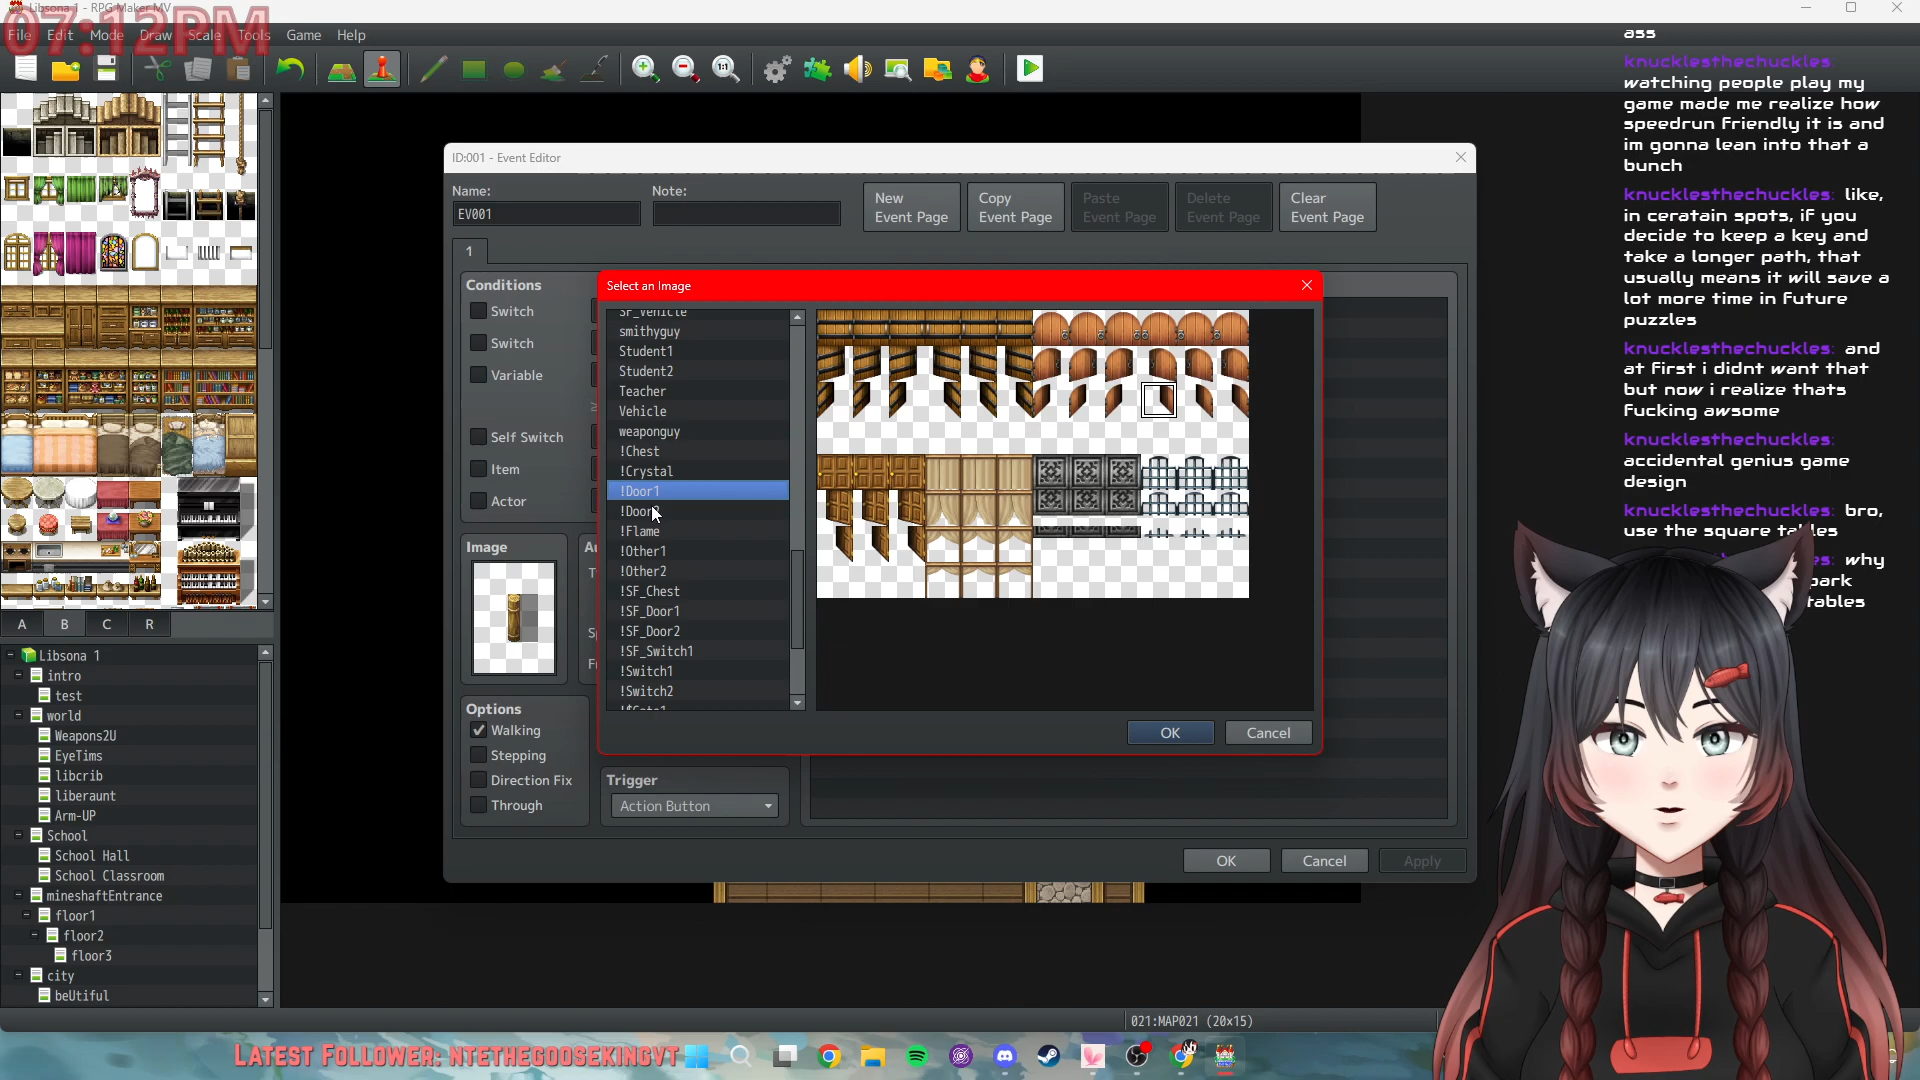 Libsona 1 - RPG Maker MV
07:12PM
File Edit Mode Draw Scale Tools Game Help
ID:001 - Event Editor
Name:
Note:
EV001
New
Event Page
Copy
Event Page
Paste
Event Page
Delete
Event Page
Clear
Event Page
1
Conditions
Switch
Switch
Variable
Self Switch
Item
Actor
Image
Options
Walking
Stepping
Direction Fix
Through
Trigger
Action Button
OK
Cancel
Apply
Select an Image
SF_Vehicle
smithyguy
Student1
Student2
Teacher
Vehicle
weaponguy
!Chest
!Crystal
!Door1
!Door2
!Flame
!Other1
!Other2
!SF_Chest
!SF_Door1
!SF_Door2
!SF_Switch1
!Switch1
!Switch2
OK
Cancel
A B C R
Libsona 1
intro
test
world
Weapons2U
EyeTims
libcrib
liberaunt
Arm-UP
School
School Hall
School Classroom
mineshaftEntrance
floor1
floor2
floor3
city
beUtiful
021:MAP021 (20x15)
Latest Follower: ntethegoosekingvt
ass
knucklesthechuckles:
watching people play my
game made me realize how
speedrun friendly it is and
im gonna lean into that a
bunch
knucklesthechuckles: like,
in ceratain spots, if you
decide to keep a key and
take a longer path, that
usually means it will save a
lot more time in future
puzzles
knucklesthechuckles: and
at first i didnt want that
but now i realize thats
fucking awsome
knucklesthechuckles:
accidental genius game
design
knucklesthechuckles: bro,
use the square tables
why